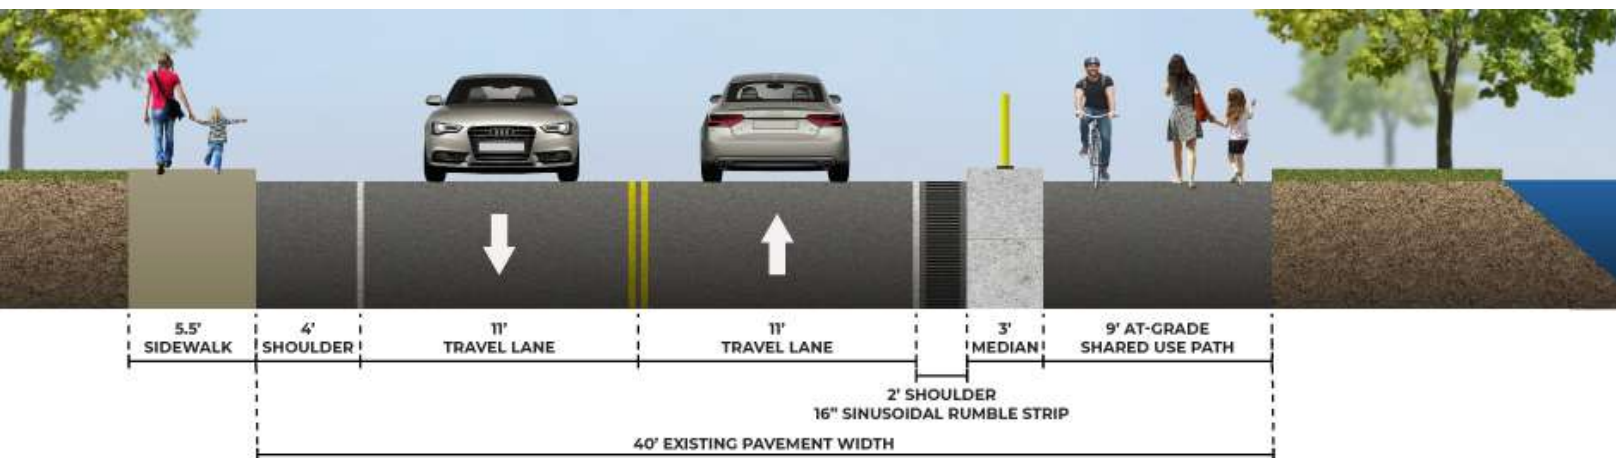 5.5'
SIDEWALK
4'
SHOULDER
11'
TRAVEL LANE
11'
TRAVEL LANE
3'
MEDIAN
9' AT-GRADE
SHARED USE PATH
2' SHOULDER
16" SINUSOIDAL RUMBLE STRIP
40' EXISTING PAVEMENT WIDTH